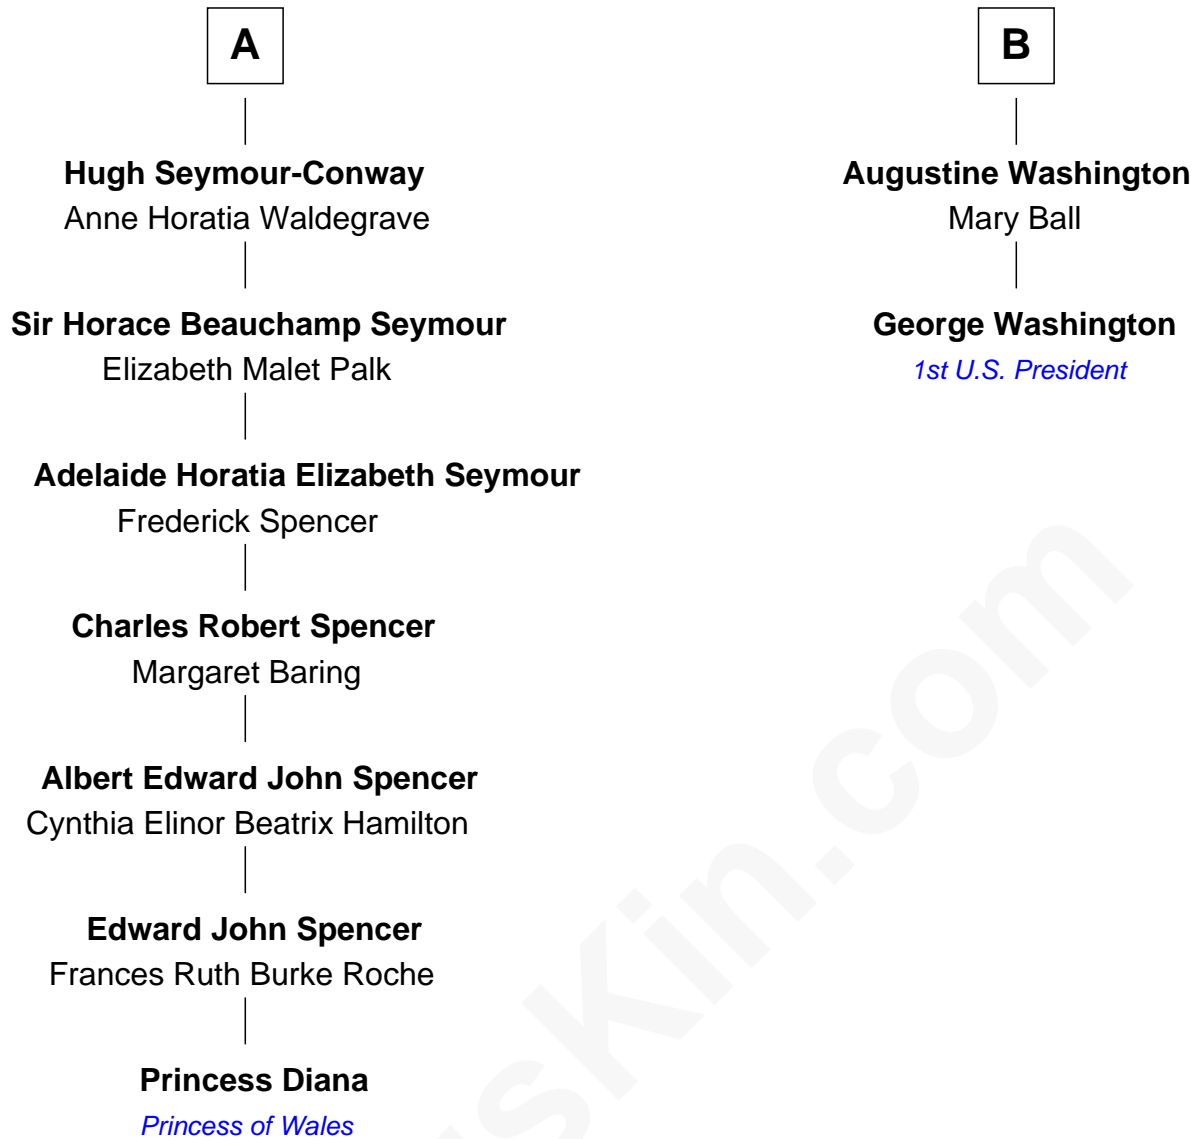 A
Hugh Seymour-Conway
Anne Horatia Waldegrave
Sir Horace Beauchamp Seymour
Elizabeth Malet Palk
Adelaide Horatia Elizabeth Seymour
Frederick Spencer
Charles Robert Spencer
Margaret Baring
Albert Edward John Spencer
Cynthia Elinor Beatrix Hamilton
Edward John Spencer
Frances Ruth Burke Roche
Princess Diana
Princess of Wales
B
Augustine Washington
Mary Ball
George Washington
1st U.S. President
sKin.com